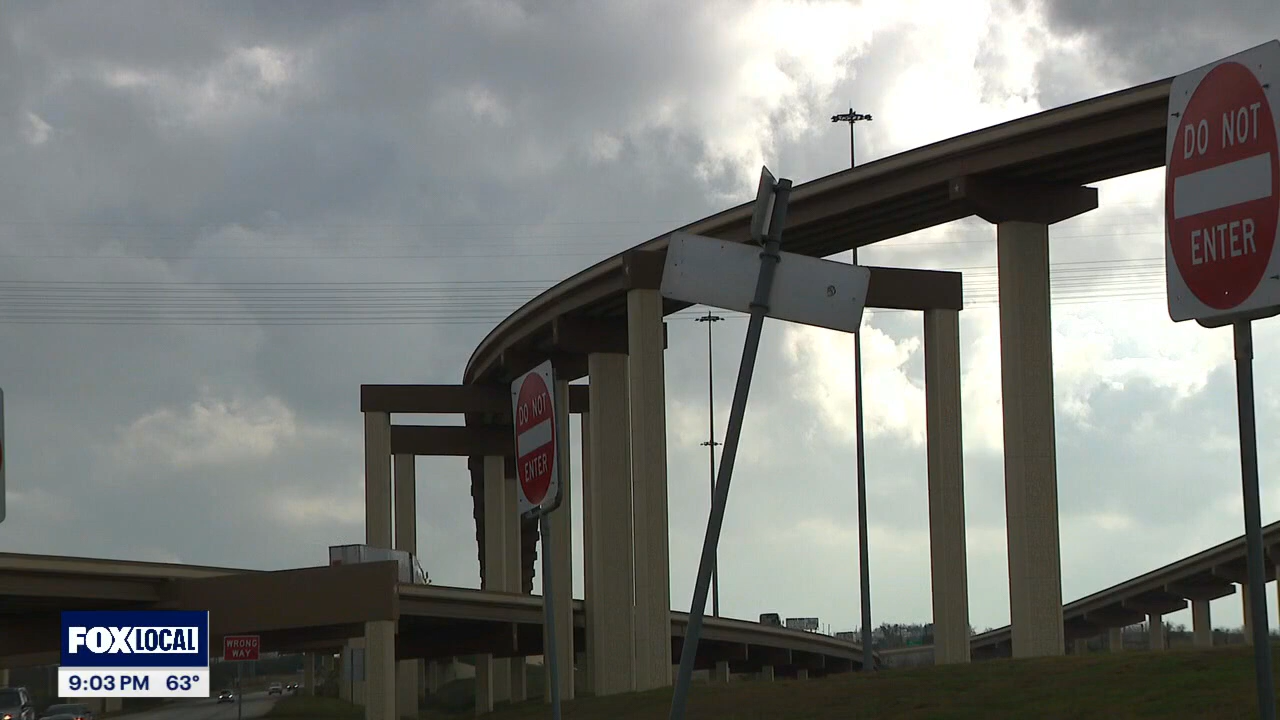 DO NOT
ENTER
DO NOT
ENTER
WRONG
WAY
FOX LOCAL
9:03 PM 63°